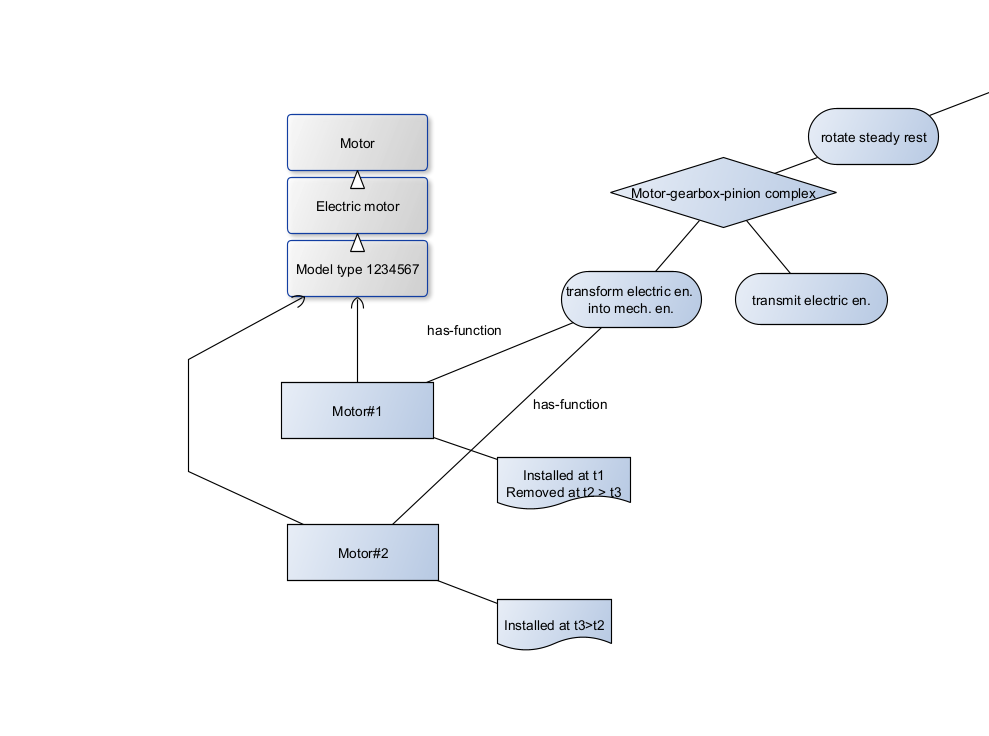 rotate steady rest
Motor
Motor-gearbox-pinion complex
Electric motor
Model type 1234567
transform electric en.
into mech. en.
transmit electric en.
has-function
Motor#1
has-function
Installed at t1
Removed at t2 > t3
Motor#2
Installed at t3>t2